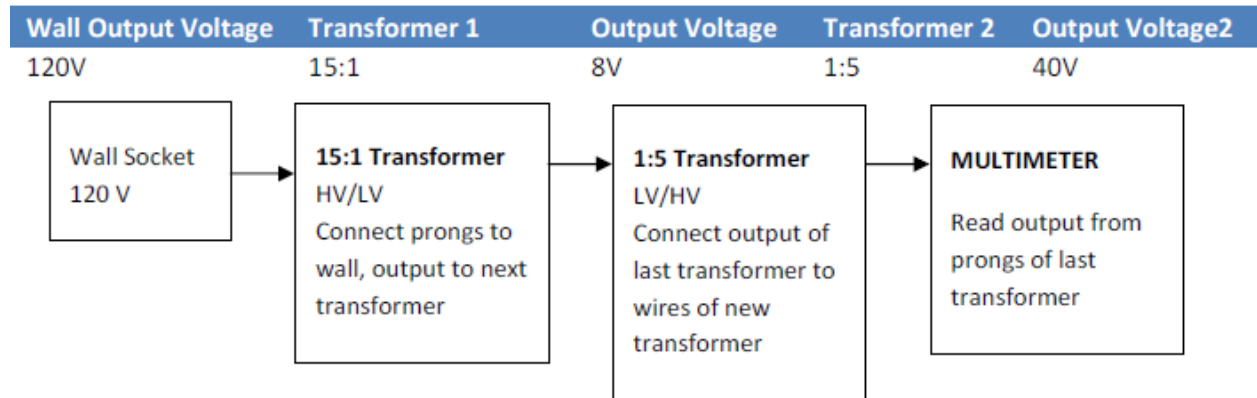 Wall Output Voltage Transformer 1 Output Voltage Transformer 2 Output Voltage2
120V 15:1 8V 1:5 40V
Wall Socket
120 V
15:1 Transformer
HV/LV
Connect prongs to
wall, output to next
transformer
1:5 Transformer
LV/HV
Connect output of
last transformer to
wires of new
transformer
MULTIMETER
Read output from
prongs of last
transformer